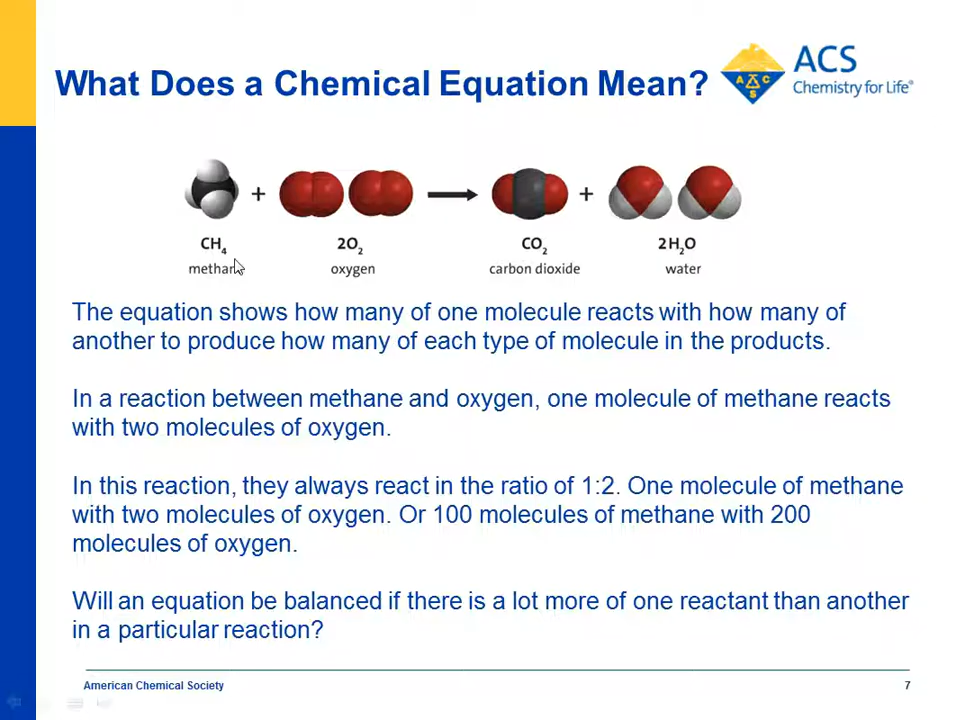 What Does a Chemical Equation Mean?
ACS
Chemistry for Life®
A C S
+
+
CH₄
2O₂
CO₂
2H₂O
methan
oxygen
carbon dioxide
water
The equation shows how many of one molecule reacts with how many of
another to produce how many of each type of molecule in the products.
In a reaction between methane and oxygen, one molecule of methane reacts
with two molecules of oxygen.
In this reaction, they always react in the ratio of 1:2. One molecule of methane
with two molecules of oxygen. Or 100 molecules of methane with 200
molecules of oxygen.
Will an equation be balanced if there is a lot more of one reactant than another
in a particular reaction?
American Chemical Society
7